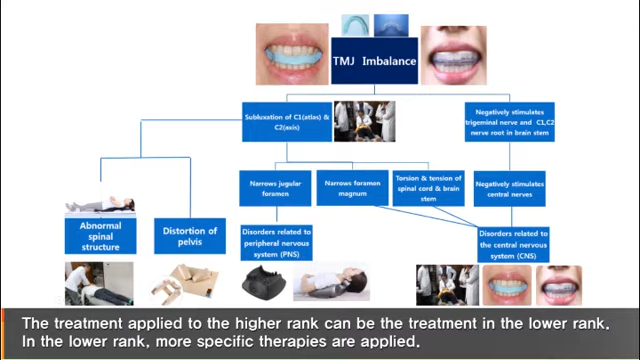 TMJ Imbalance
Subluxation of C1(atlas) &
C2(axis)
Negatively stimulates
trigeminal nerve and C1,C2
nerve root in brain stem
Narrows jugular
foramen
Narrows foramen
magnum
Torsion & tension of
spinal cord & brain
stem
Negatively stimulates
central nerves
Abnormal
spinal
structure
Distortion of
pelvis
Disorders related to
peripheral nervous
system (PNS)
Disorders related to
the central nervous
system (CNS)
The treatment applied to the higher rank can be the treatment in the lower rank.
In the lower rank, more specific therapies are applied.